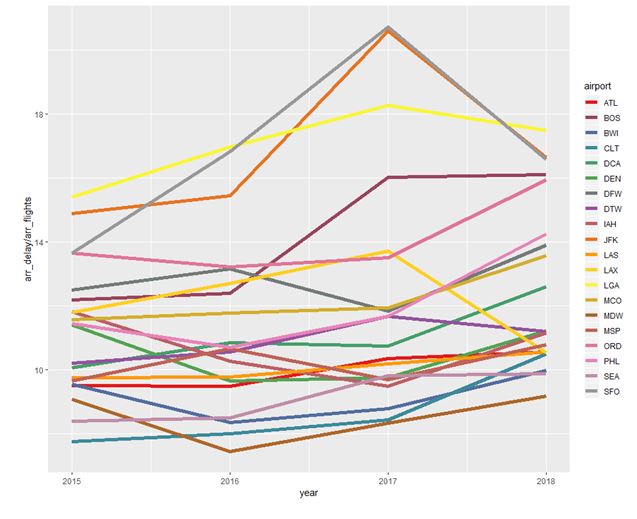 18
14
10
arr_delay/arr_flights
2015 2016 2017 2018
year
airport
ATL
BOS
BWI
CLT
DCA
DEN
DFW
DTW
IAH
JFK
LAS
LAX
LGA
MCO
MDW
MSP
ORD
PHL
SEA
SFO